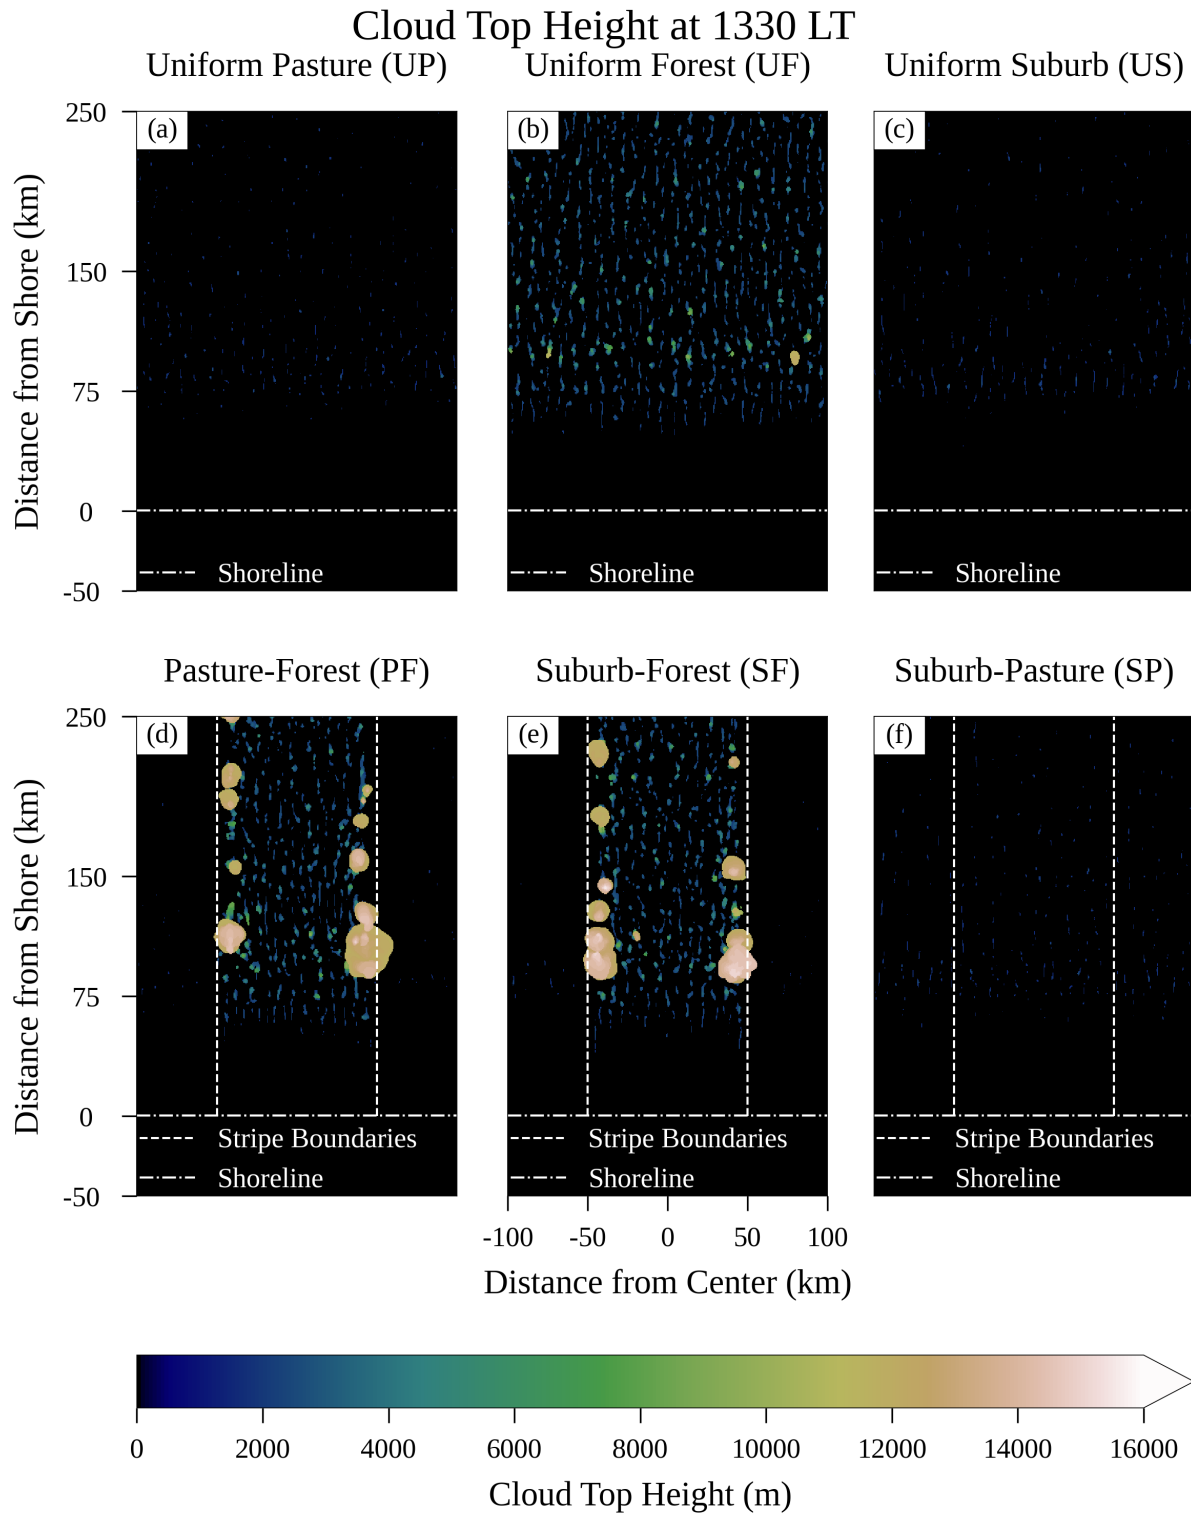 Cloud Top Height at 1330 LT
Uniform Pasture (UP)
Uniform Forest (UF)
Uniform Suburb (US)
(a)
(b)
(c)
250
150
75
0
-50
Distance from Shore (km)
Shoreline
Shoreline
Shoreline
Pasture-Forest (PF)
Suburb-Forest (SF)
Suburb-Pasture (SP)
(d)
(e)
(f)
250
150
75
0
-50
Distance from Shore (km)
Stripe Boundaries
Shoreline
Stripe Boundaries
Shoreline
Stripe Boundaries
Shoreline
-100 -50 0 50 100
Distance from Center (km)
0 2000 4000 6000 8000 10000 12000 14000 16000
Cloud Top Height (m)